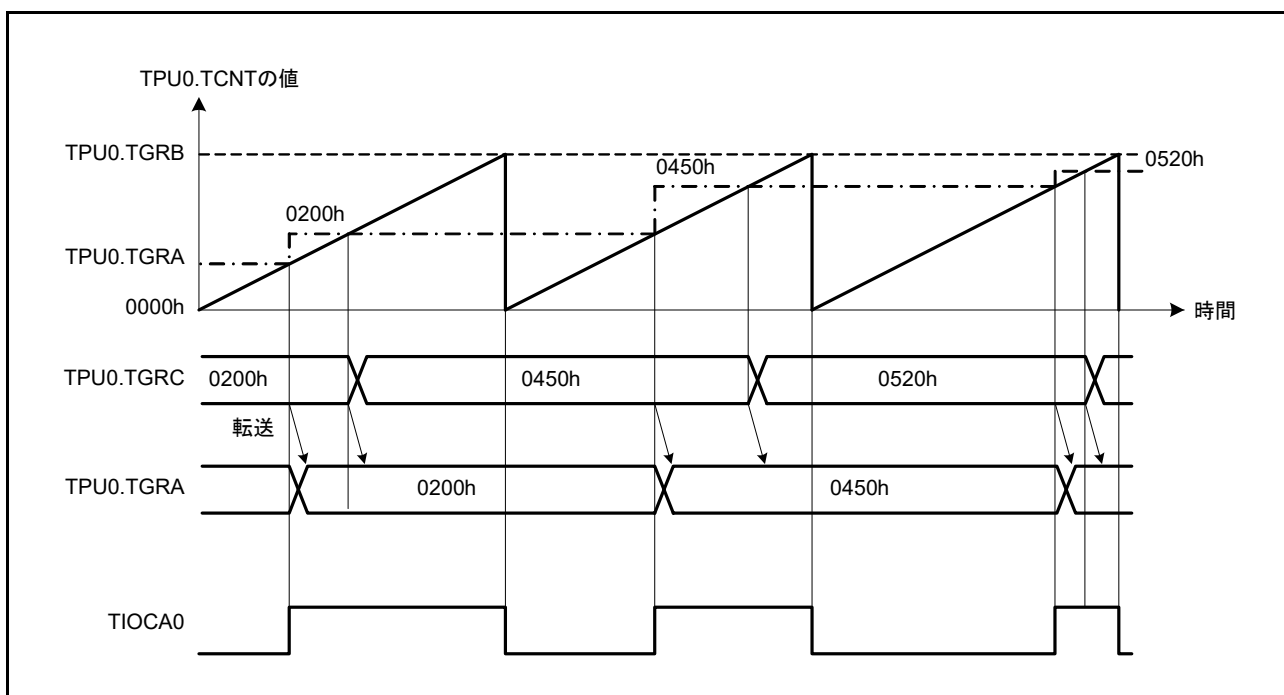 TPU0.TCNTの値
TPU0.TGRB
0520h
0450h
0200h
TPU0.TGRA
0000h
時間
TPU0.TGRC
0200h
0450h
0520h
転送
TPU0.TGRA
0200h
0450h
TIOCA0